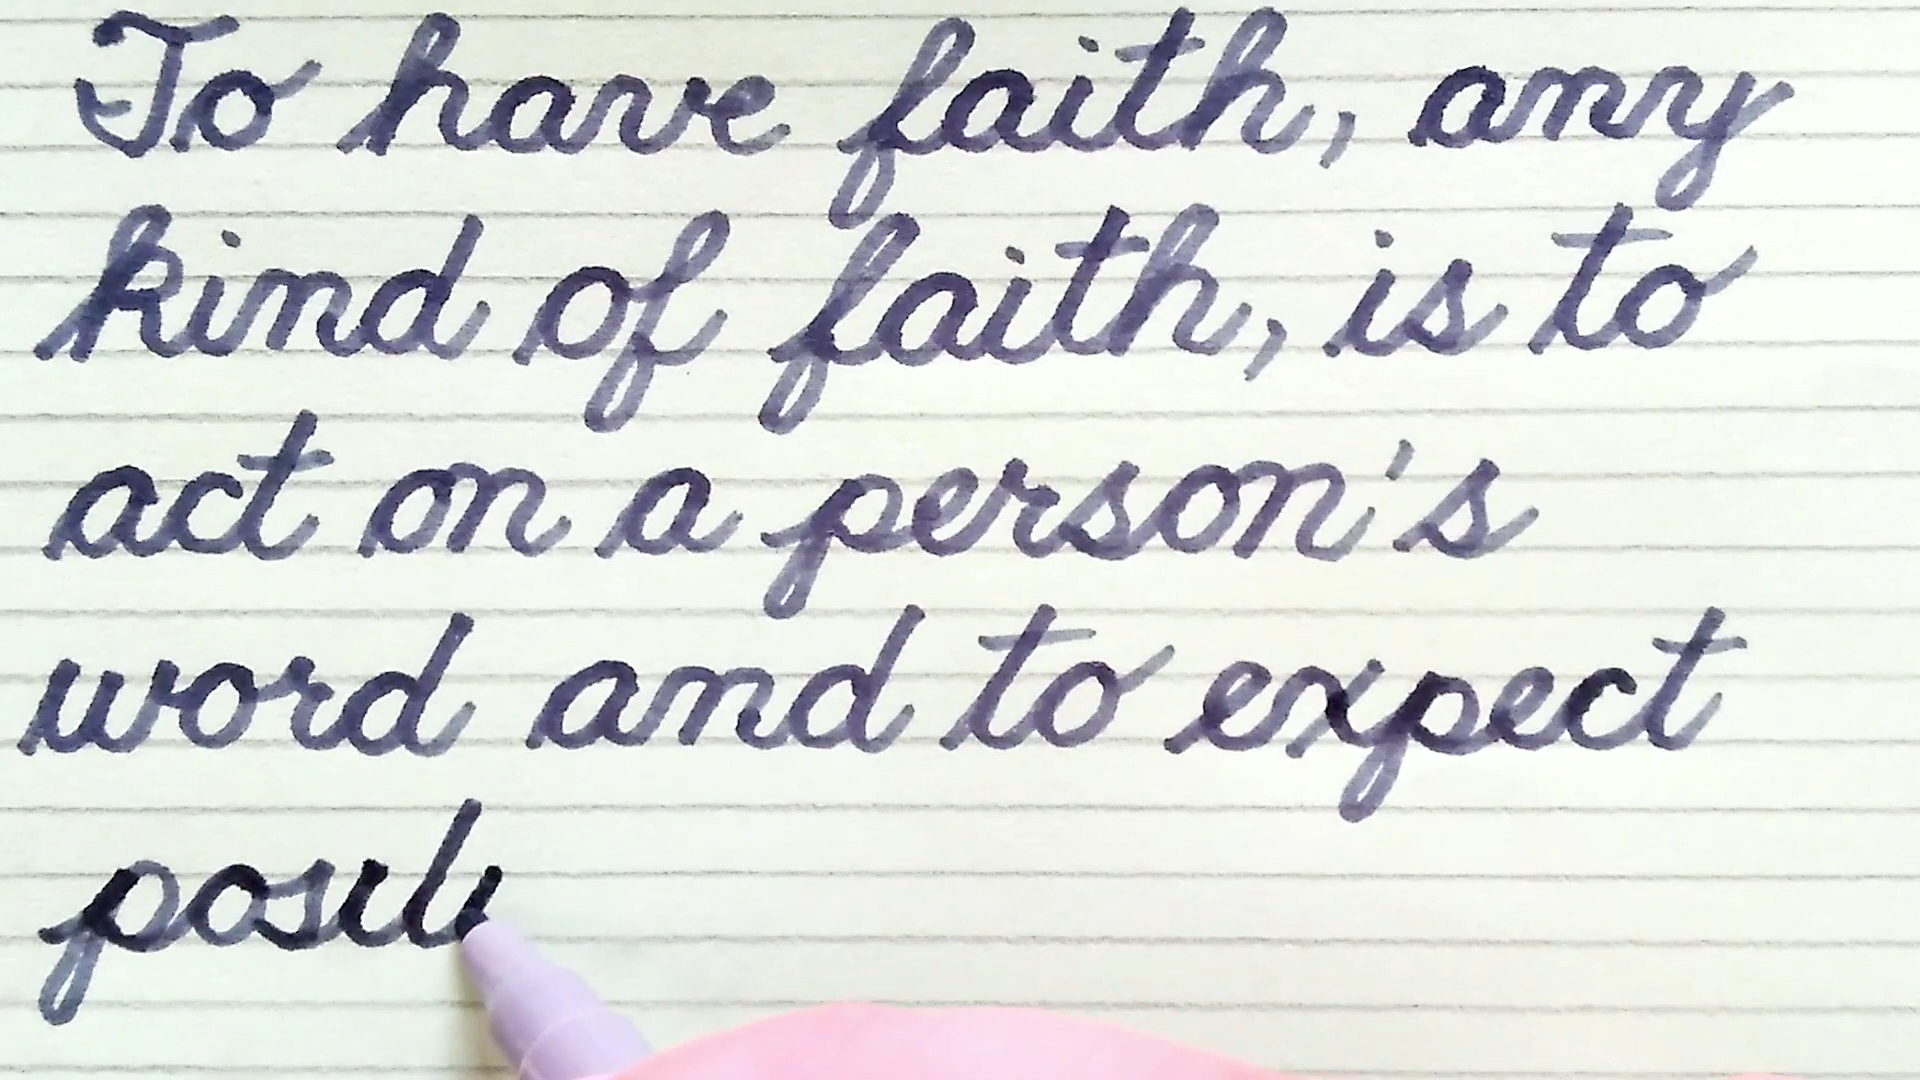 To have faith, any
kind of faith, is to
act on a person's
word and to expect